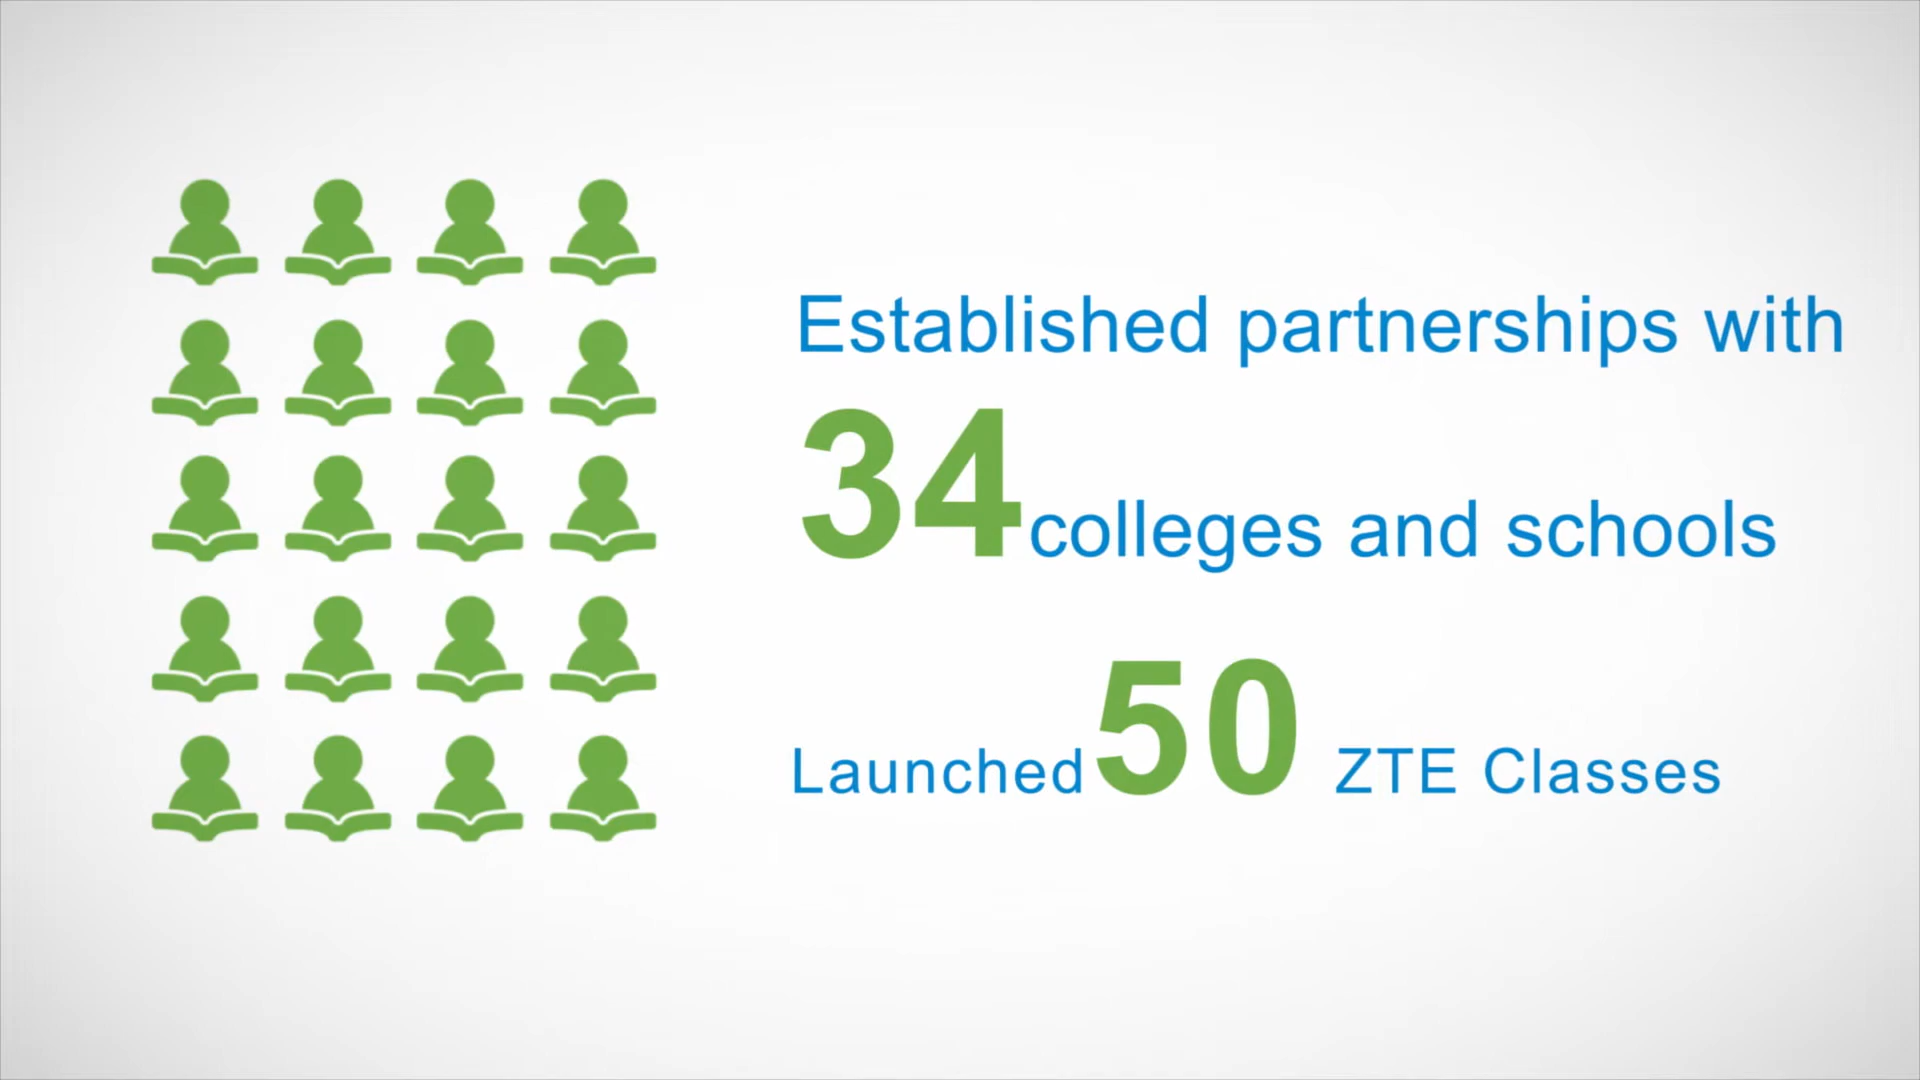 Established partnerships with
34 colleges and schools
Launched 50 ZTE Classes